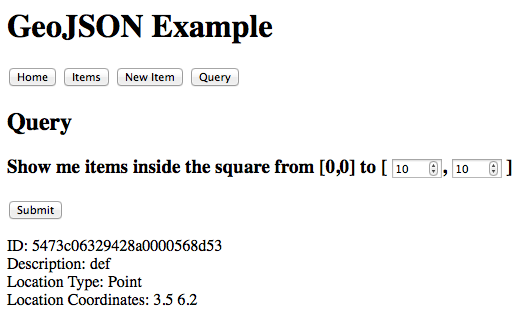 GeoJSON Example
Home Items New Item Query
Query
Show me items inside the square from [0,0] to [ 10 , 10 ]
Submit
ID: 5473c06329428a0000568d53
Description: def
Location Type: Point
Location Coordinates: 3.5 6.2